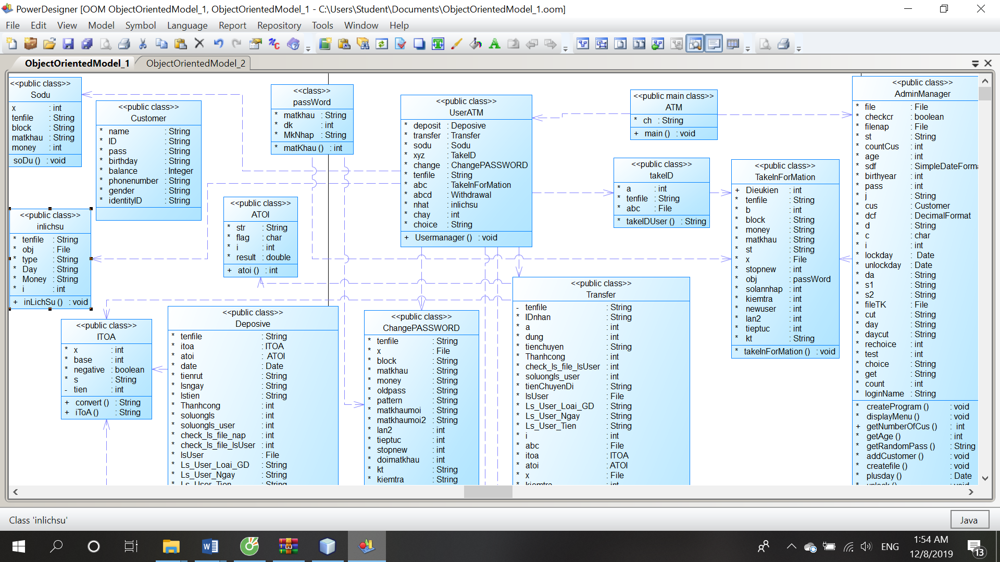 PowerDesigner [OOM ObjectOrientedModel_1, ObjectOrientedModel_1 - C:\Users\Student\Documents\ObjectOrientedModel_1.oom]
File Edit View Model Symbol Language Report Repository Tools Window Help
ObjectOrientedModel_1 ObjectOrientedModel_2
<<public class>>
Sodu
x : int
tenfile : String
block : String
matkhau : String
money : int
soDu () : void
<<public class>>
Customer
* name : String
* ID : String
* pass : String
* birthday : String
* balance : Integer
* phonenumber : String
* gender : String
* identityID : String
<<class>>
passWord
* matkhau : String
* dk : int
* MkNhap : String
* matKhau () : int
<<public class>>
UserATM
* deposit : Deposive
* transfer : Transfer
* sodu : Sodu
* xyz : TakeID
* change : ChangePASSWORD
* tenfile : String
* abc : TakeInForMation
* abcd : Withdrawal
* nhat : inlichsu
* chay : int
* choice : String
+ Usermanager () : void
<<public main class>>
ATM
* ch : String
+ main () : void
<<public class>>
takeID
* a : int
* tenfile : String
* abc : File
* takeIDUser () : String
<<public class>>
TakeInForMation
+ Dieukien : int
* tenfile : String
* b : int
* block : String
* money : String
* matkhau : String
* st : String
* x : File
* stopnew : int
* obj : passWord
* solannhap : int
* kiemtra : int
* newuser : int
* lan2 : int
* tieptuc : int
* kt : String
* takeInForMation () : void
<<public class>>
AdminManager
* file : File
* checkcr : boolean
* filenap : File
* st : String
* countCus : int
* age : int
* sdf : SimpleDateForma
* birthyear : int
* pass : int
* j : String
* cus : Customer
* dcf : DecimalFormat
* d : String
* c : char
* i : int
* lockday : Date
* unlockday : Date
* da : String
* s1 : String
* s2 : String
* fileTK : File
* cut : String
* day : String
* daycut : String
* rechoice : int
* test : int
* choice : String
* get : String
* count : int
* loginName : String
* createProgram () : void
* displayMenu () : void
+ getNumberOfCus () : int
* getAge () : int
* getRandomPass () : String
* addCustomer () : void
* createfile () : void
* plusday () : Date
* unlock () : void
<<public class>>
inlichsu
* tenfile : String
* obj : File
* type : String
* Day : String
* Money : String
* i : int
+ inLichSu () : void
<<public class>>
ATOI
* str : String
* flag : char
* i : int
* result : double
+ atoi () : int
<<public class>>
ITOA
* x : int
* base : int
* negative : boolean
* s : String
- tien : int
+ convert () : String
+ iToA () : String
<<public class>>
Deposive
* tenfile : String
* itoa : ITOA
* atoi : ATOI
* date : Date
* tienrut : String
* lsngay : String
* lstien : String
* Thanhcong : int
* soluongls : int
* soluongls_user : int
* check_ls_file_nap : int
* check_ls_file_lsUser : int
* lsUser : File
* Ls_User_Loai_GD : String
* Ls_User_Ngay : String
* Ls_User_Tien : String
<<public class>>
ChangePASSWORD
* tenfile : String
* x : File
* block : String
* matkhau : String
* money : String
* oldpass : String
* pattern : String
* matkhaumoi : String
* matkhaumoi2 : String
* lan2 : int
* tieptuc : int
* stopnew : int
* doimatkhau : int
* kt : String
* kiemtra : String
<<public class>>
Transfer
- tenfile : String
* IDnhan : String
* a : int
* dung : int
* tienchuyen : String
* Thanhcong : int
* check_ls_file_lsUser : int
* soluongls_user : int
* tienChuyenDi : String
* lsUser : File
* Ls_User_Loai_GD : String
* Ls_User_Ngay : String
* Ls_User_Tien : String
* i : int
* abc : File
* itoa : ITOA
* atoi : ATOI
* x : File
* kiemtra : int
Class 'inlichsu'
Java
ENG
1:54 AM
12/8/2019
13